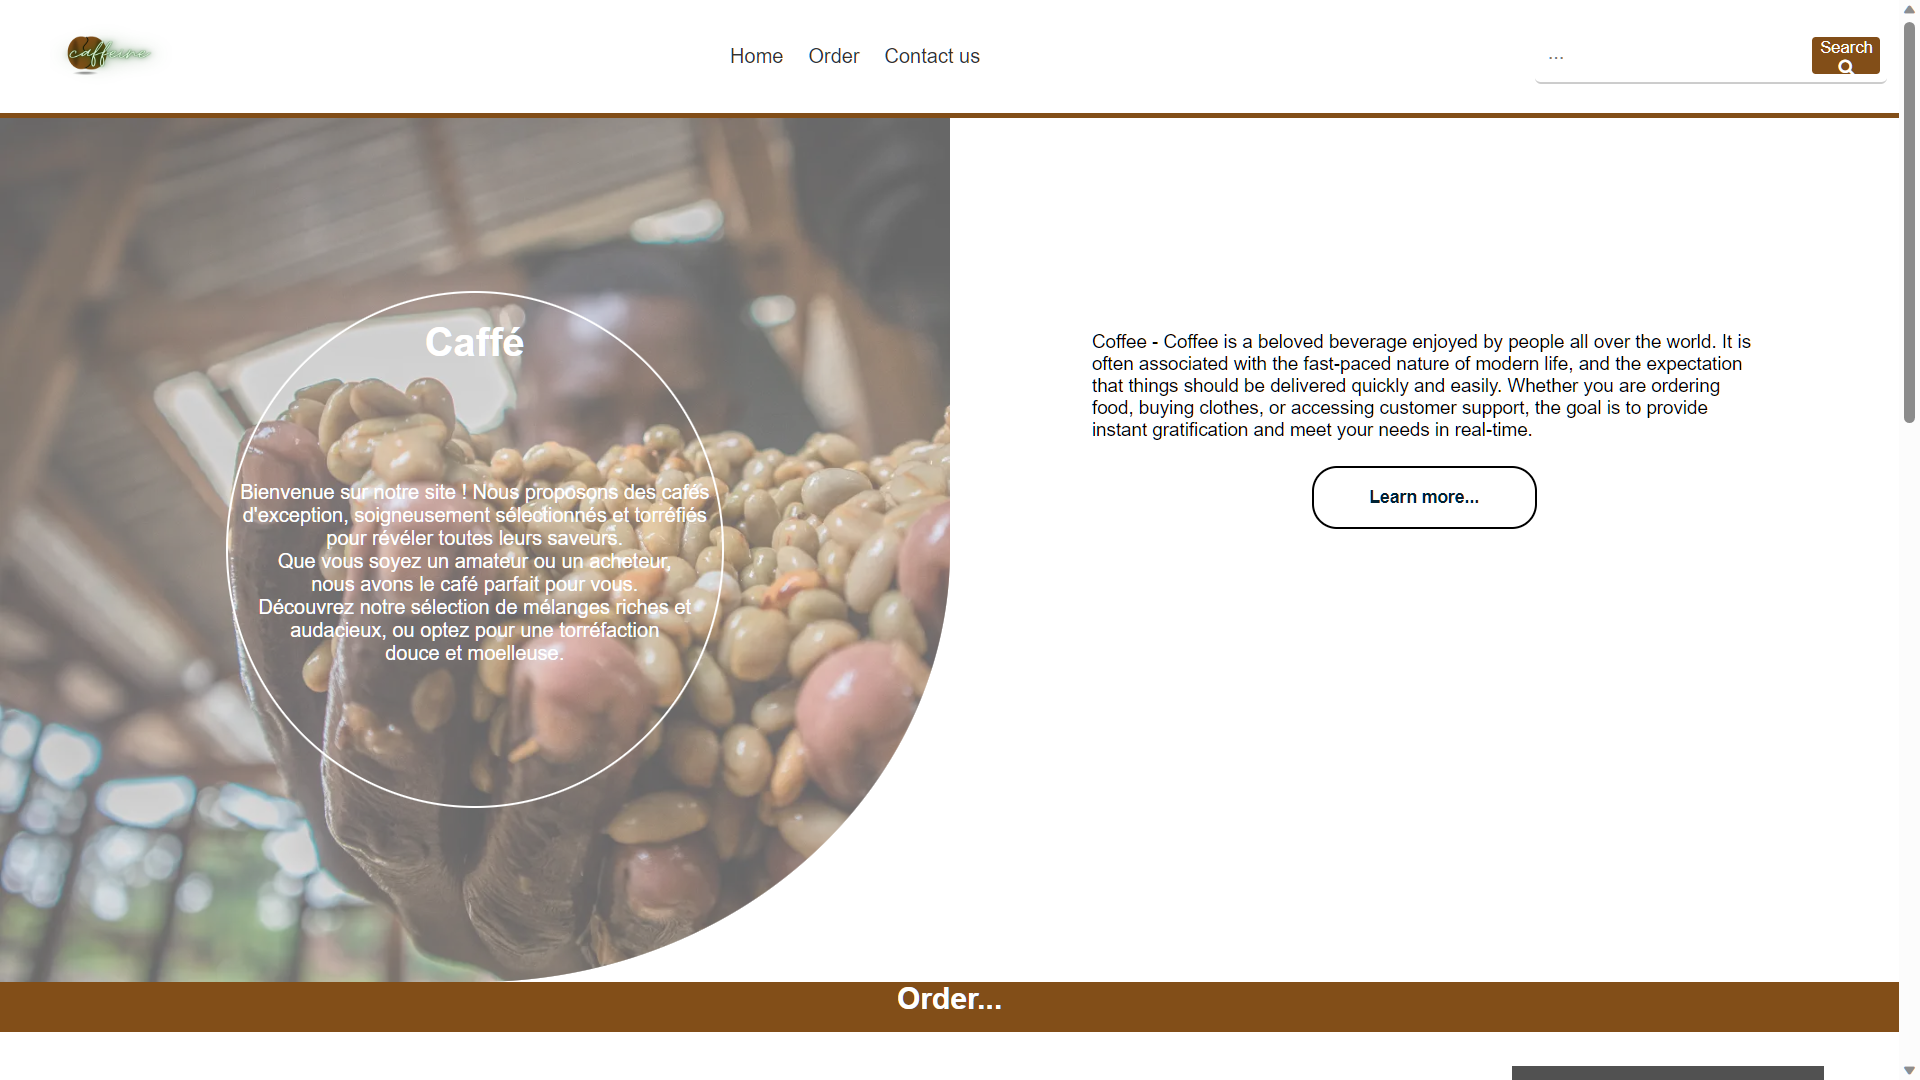 caffeino
Home
Order
Contact us
...
Search
Caffé
Bienvenue sur notre site ! Nous proposons des cafés
d'exception, soigneusement sélectionnés et torréfiés
pour révéler toutes leurs saveurs.
Que vous soyez un amateur ou un acheteur,
nous avons le café parfait pour vous.
Découvrez notre sélection de mélanges riches et
audacieux, ou optez pour une torréfaction
douce et moelleuse.
Coffee - Coffee is a beloved beverage enjoyed by people all over the world. It is
often associated with the fast-paced nature of modern life, and the expectation
that things should be delivered quickly and easily. Whether you are ordering
food, buying clothes, or accessing customer support, the goal is to provide
instant gratification and meet your needs in real-time.
Learn more...
Order...